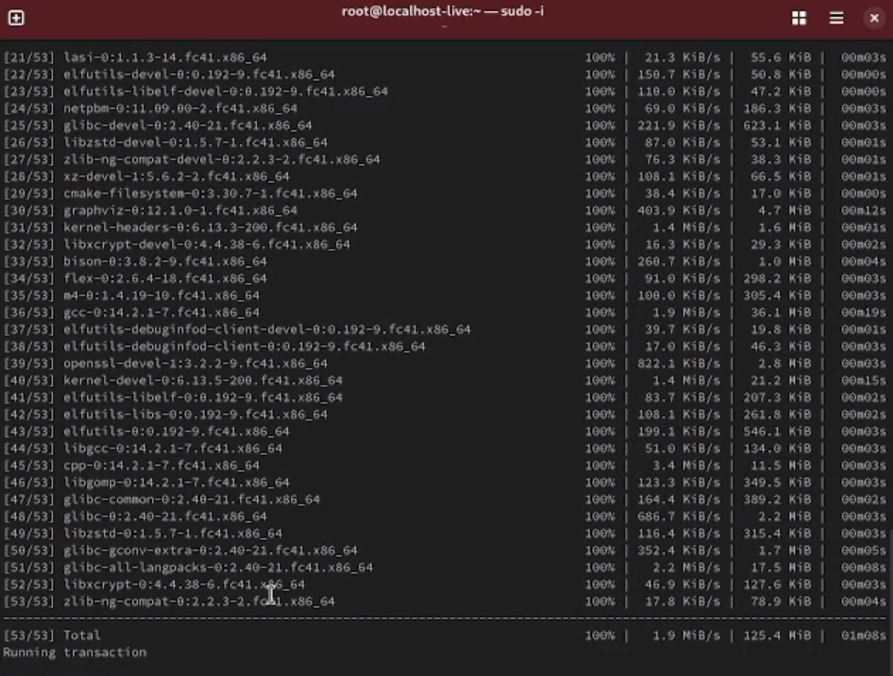 root@localhost-live:~ — sudo -i
~
[21/53] lasi-0:1.1.3-14.fc41.x86_64 100% | 21.3 KiB/s | 55.6 KiB | 00m03s
[22/53] elfutils-devel-0:0.192-9.fc41.x86_64 100% | 150.7 KiB/s | 50.8 KiB | 00m00s
[23/53] elfutils-libelf-devel-0:0.192-9.fc41.x86_64 100% | 110.0 KiB/s | 47.2 KiB | 00m00s
[24/53] netpbm-0:11.09.00-2.fc41.x86_64 100% | 69.0 KiB/s | 186.3 KiB | 00m03s
[25/53] glibc-devel-0:2.40-21.fc41.x86_64 100% | 221.9 KiB/s | 623.1 KiB | 00m03s
[26/53] libzstd-devel-0:1.5.7-1.fc41.x86_64 100% | 87.0 KiB/s | 53.1 KiB | 00m01s
[27/53] zlib-ng-compat-devel-0:2.2.3-2.fc41.x86_64 100% | 76.3 KiB/s | 38.3 KiB | 00m01s
[28/53] xz-devel-1:5.6.2-2.fc41.x86_64 100% | 108.1 KiB/s | 66.5 KiB | 00m01s
[29/53] cmake-filesystem-0:3.30.7-1.fc41.x86_64 100% | 38.4 KiB/s | 17.0 KiB | 00m00s
[30/53] graphviz-0:12.1.0-1.fc41.x86_64 100% | 403.9 KiB/s | 4.7 MiB | 00m12s
[31/53] kernel-headers-0:6.13.3-200.fc41.x86_64 100% | 1.4 MiB/s | 1.6 MiB | 00m01s
[32/53] libxcrypt-devel-0:4.4.38-6.fc41.x86_64 100% | 16.3 KiB/s | 29.3 KiB | 00m02s
[33/53] bison-0:3.8.2-9.fc41.x86_64 100% | 260.7 KiB/s | 1.0 MiB | 00m04s
[34/53] flex-0:2.6.4-18.fc41.x86_64 100% | 91.0 KiB/s | 298.2 KiB | 00m03s
[35/53] m4-0:1.4.19-10.fc41.x86_64 100% | 100.0 KiB/s | 305.4 KiB | 00m03s
[36/53] gcc-0:14.2.1-7.fc41.x86_64 100% | 1.9 MiB/s | 36.1 MiB | 00m19s
[37/53] elfutils-debuginfod-client-devel-0:0.192-9.fc41.x86_64 100% | 39.7 KiB/s | 19.8 KiB | 00m01s
[38/53] elfutils-debuginfod-client-0:0.192-9.fc41.x86_64 100% | 17.0 KiB/s | 46.3 KiB | 00m03s
[39/53] openssl-devel-1:3.2.2-9.fc41.x86_64 100% | 822.1 KiB/s | 2.8 MiB | 00m03s
[40/53] kernel-devel-0:6.13.5-200.fc41.x86_64 100% | 1.4 MiB/s | 21.2 MiB | 00m15s
[41/53] elfutils-libelf-0:0.192-9.fc41.x86_64 100% | 83.7 KiB/s | 207.3 KiB | 00m02s
[42/53] elfutils-libs-0:0.192-9.fc41.x86_64 100% | 108.1 KiB/s | 261.8 KiB | 00m02s
[43/53] elfutils-0:0.192-9.fc41.x86_64 100% | 199.1 KiB/s | 546.1 KiB | 00m03s
[44/53] libgcc-0:14.2.1-7.fc41.x86_64 100% | 51.0 KiB/s | 134.0 KiB | 00m03s
[45/53] cpp-0:14.2.1-7.fc41.x86_64 100% | 3.4 MiB/s | 11.5 MiB | 00m03s
[46/53] libgomp-0:14.2.1-7.fc41.x86_64 100% | 123.3 KiB/s | 349.5 KiB | 00m03s
[47/53] glibc-common-0:2.40-21.fc41.x86_64 100% | 164.4 KiB/s | 389.2 KiB | 00m02s
[48/53] glibc-0:2.40-21.fc41.x86_64 100% | 686.7 KiB/s | 2.2 MiB | 00m03s
[49/53] libzstd-0:1.5.7-1.fc41.x86_64 100% | 116.4 KiB/s | 315.4 KiB | 00m03s
[50/53] glibc-gconv-extra-0:2.40-21.fc41.x86_64 100% | 352.4 KiB/s | 1.7 MiB | 00m05s
[51/53] glibc-all-langpacks-0:2.40-21.fc41.x86_64 100% | 2.2 MiB/s | 17.5 MiB | 00m08s
[52/53] libxcrypt-0:4.4.38-6.fc41.x86_64 100% | 46.9 KiB/s | 127.6 KiB | 00m03s
[53/53] zlib-ng-compat-0:2.2.3-2.fc41.x86_64 100% | 17.8 KiB/s | 78.9 KiB | 00m04s
--------------------------------------------------------------------------------
[53/53] Total 100% | 1.9 MiB/s | 125.4 MiB | 01m08s
Running transaction